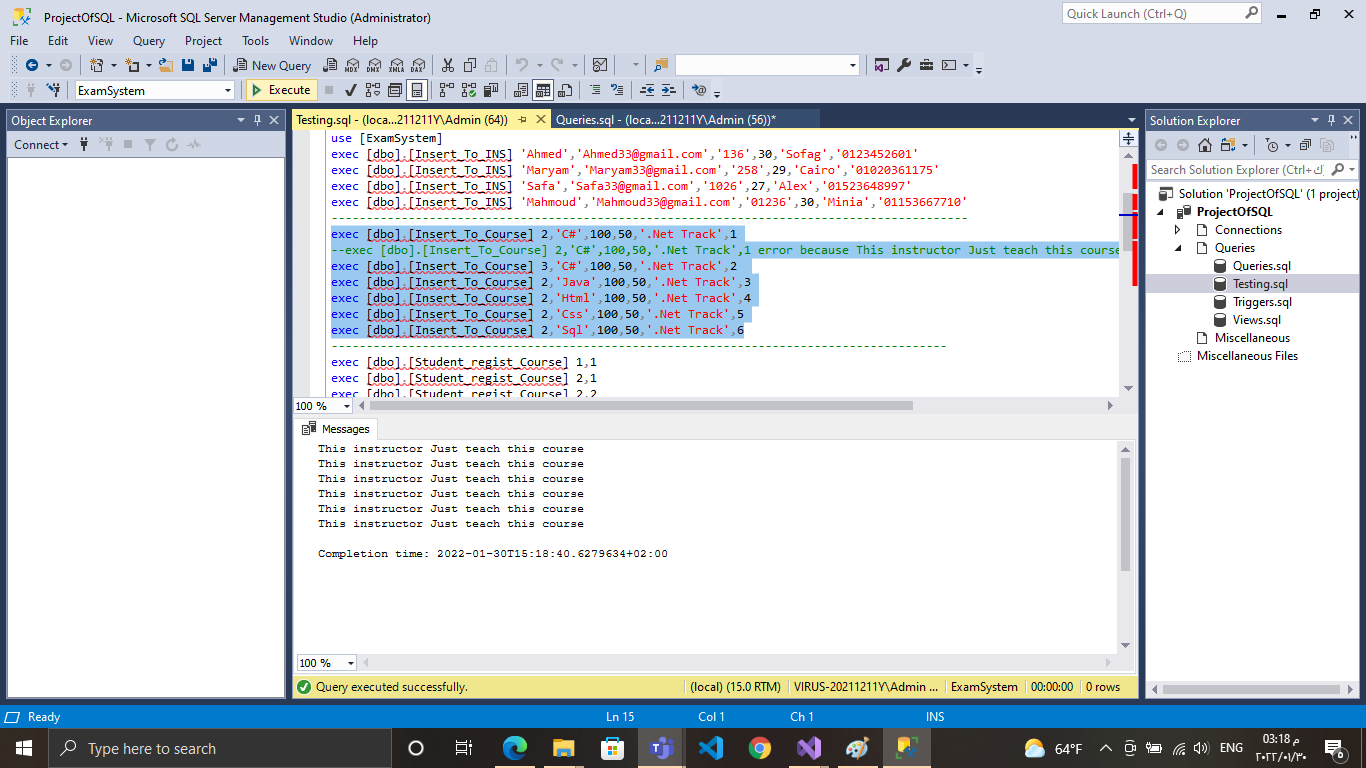 ProjectOfSQL - Microsoft SQL Server Management Studio (Administrator)
Quick Launch (Ctrl+Q)
File Edit View Query Project Tools Window Help
New Query
MDX DMX XMLA DAX
ExamSystem
Execute
Object Explorer
Connect
Testing.sql - (loca...211211Y\Admin (64))
Queries.sql - (loca...211211Y\Admin (56))*
use [ExamSystem]
exec [dbo].[Insert_To_INS] 'Ahmed','Ahmed33@gmail.com','136',30,'Sofag','0123452601'
exec [dbo].[Insert_To_INS] 'Maryam','Maryam33@gmail.com','258',29,'Cairo','01020361175'
exec [dbo].[Insert_To_INS] 'Safa','Safa33@gmail.com','1026',27,'Alex','01523648997'
exec [dbo].[Insert_To_INS] 'Mahmoud','Mahmoud33@gmail.com','01236',30,'Minia','01153667710'
-------------------------------------------------------------------------------------------
exec [dbo].[Insert_To_Course] 2,'C#',100,50,'.Net Track',1
--exec [dbo].[Insert_To_Course] 2,'C#',100,50,'.Net Track',1 error because This instructor Just teach this course
exec [dbo].[Insert_To_Course] 3,'C#',100,50,'.Net Track',2
exec [dbo].[Insert_To_Course] 2,'Java',100,50,'.Net Track',3
exec [dbo].[Insert_To_Course] 2,'Html',100,50,'.Net Track',4
exec [dbo].[Insert_To_Course] 2,'Css',100,50,'.Net Track',5
exec [dbo].[Insert_To_Course] 2,'Sql',100,50,'.Net Track',6
----------------------------------------------------------------------------------------
exec [dbo].[Student_regist_Course] 1,1
exec [dbo].[Student_regist_Course] 2,1
exec [dbo].[Student_regist_Course] 2,2
100 %
Messages
This instructor Just teach this course
This instructor Just teach this course
This instructor Just teach this course
This instructor Just teach this course
This instructor Just teach this course
This instructor Just teach this course
Completion time: 2022-01-30T15:18:40.6279634+02:00
100 %
Query executed successfully.
(local) (15.0 RTM)
VIRUS-20211211Y\Admin ...
ExamSystem
00:00:00
0 rows
Solution Explorer
Search Solution Explorer (Ctrl+د)
Solution 'ProjectOfSQL' (1 project)
ProjectOfSQL
Connections
Queries
Queries.sql
Testing.sql
Triggers.sql
Views.sql
Miscellaneous
Miscellaneous Files
Ready
Ln 15
Col 1
Ch 1
INS
Type here to search
64°F
ENG
03:18 م
٢٠٢٢/٠١/٣٠
8